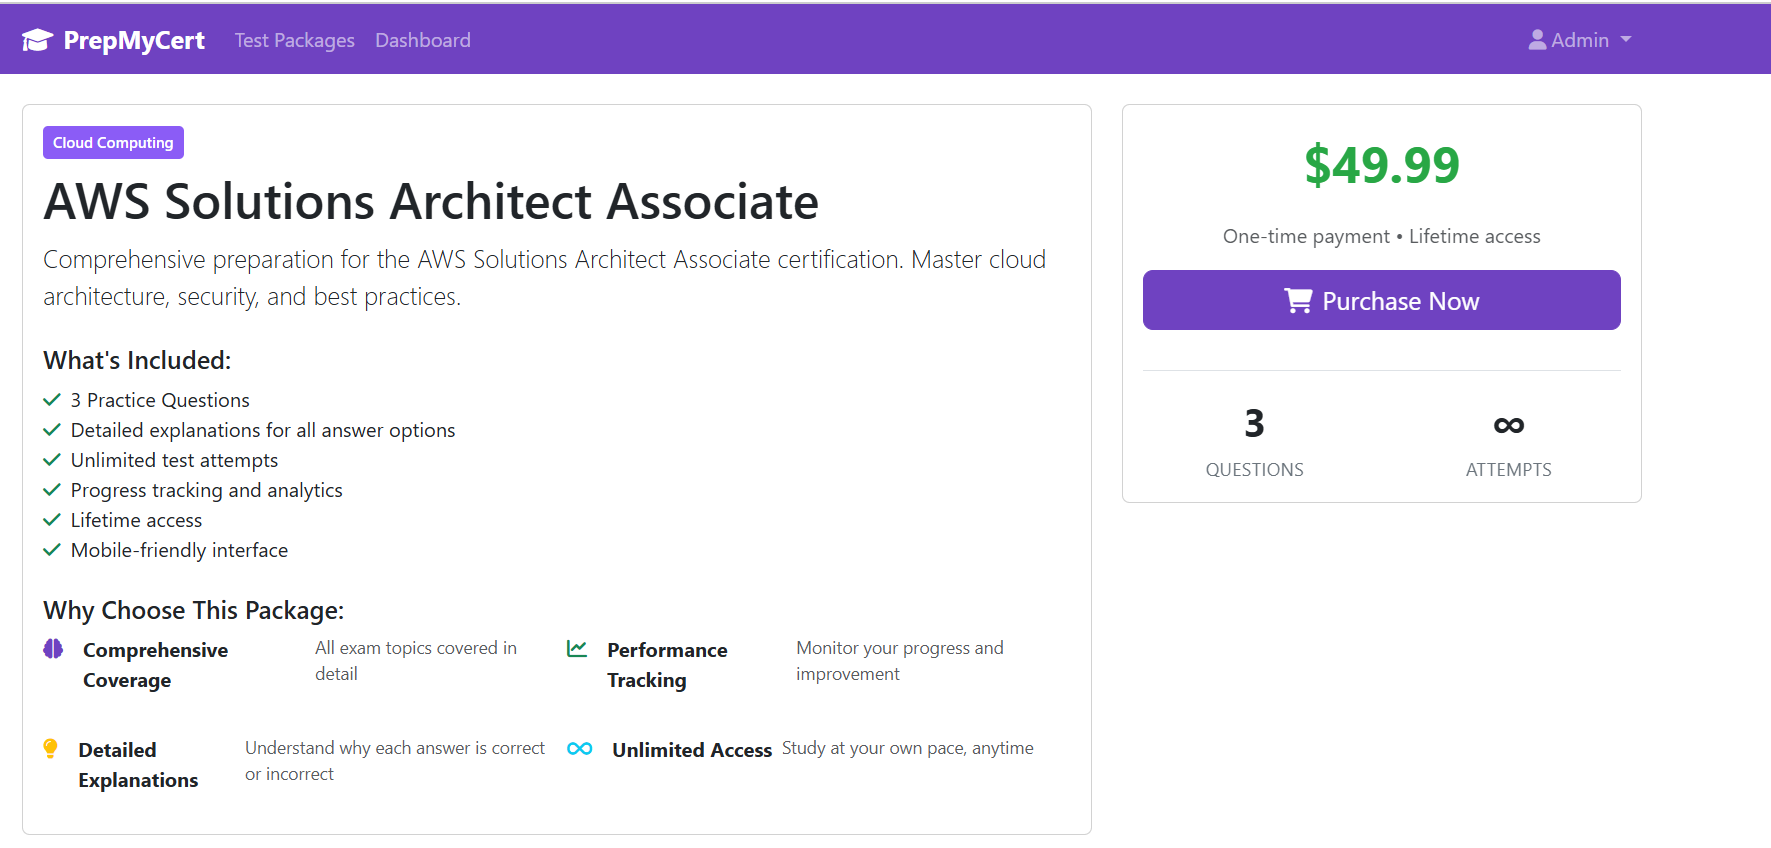 PrepMyCert
Test Packages
Dashboard
Admin
Cloud Computing
AWS Solutions Architect Associate
Comprehensive preparation for the AWS Solutions Architect Associate certification. Master cloud
architecture, security, and best practices.
What's Included:
3 Practice Questions
Detailed explanations for all answer options
Unlimited test attempts
Progress tracking and analytics
Lifetime access
Mobile-friendly interface
Why Choose This Package:
Comprehensive
Coverage
All exam topics covered in
detail
Performance
Tracking
Monitor your progress and
improvement
Detailed
Explanations
Understand why each answer is correct
or incorrect
Unlimited Access
Study at your own pace, anytime
$49.99
One-time payment • Lifetime access
Purchase Now
3
QUESTIONS
∞
ATTEMPTS